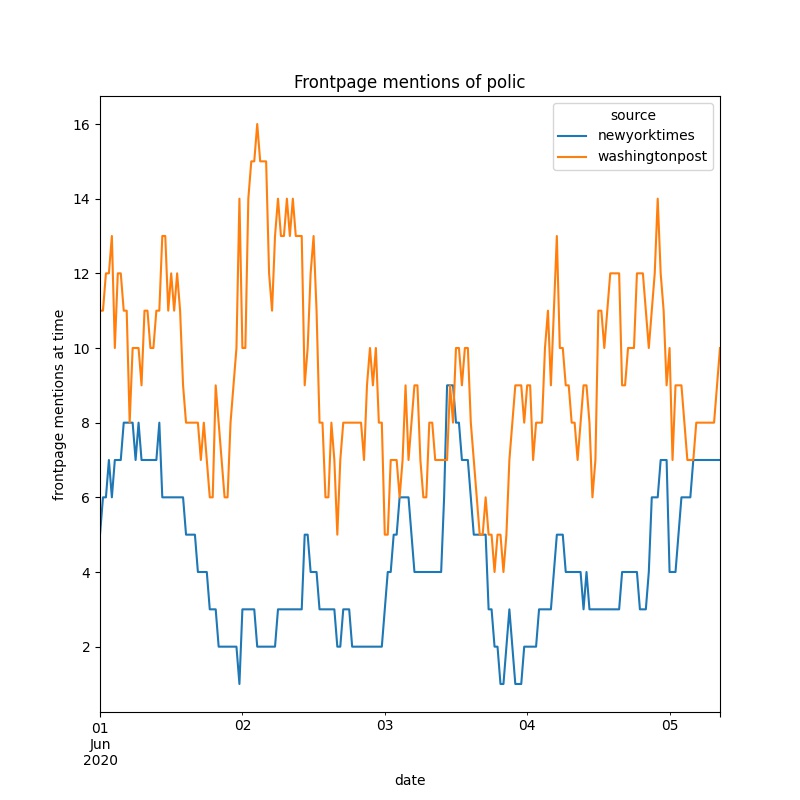 Frontpage mentions of polic
source
newyorktimes
washingtonpost
frontpage mentions at time
16
14
12
10
8
6
4
2
01 02 03 04 05
Jun
2020
date